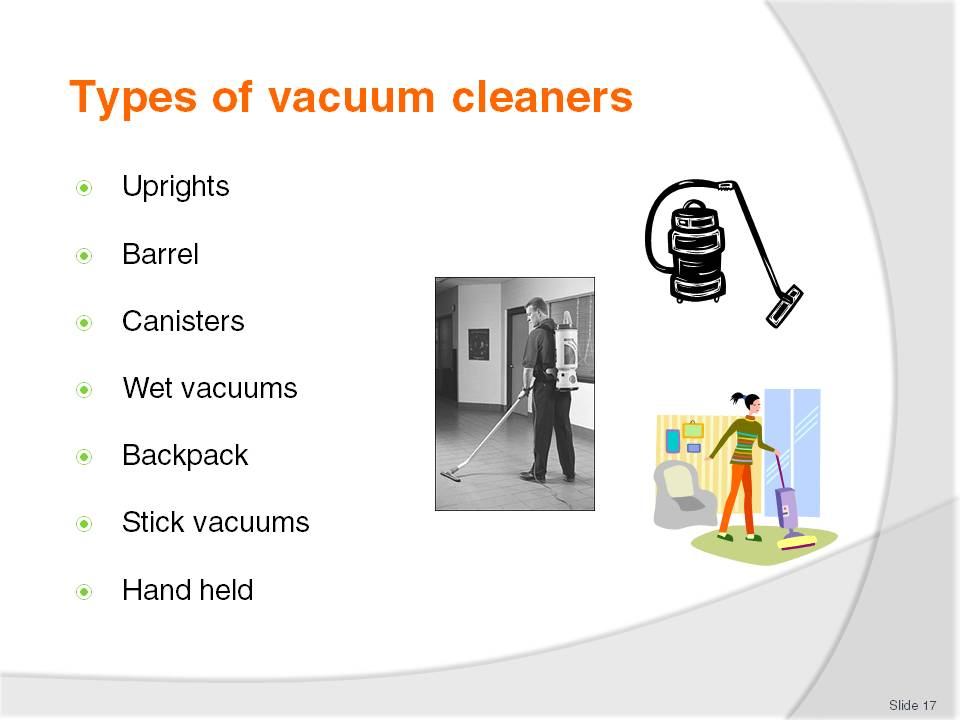 Types of vacuum cleaners
Uprights
Barrel
Canisters
Wet vacuums
Backpack
Stick vacuums
Hand held
Slide 17